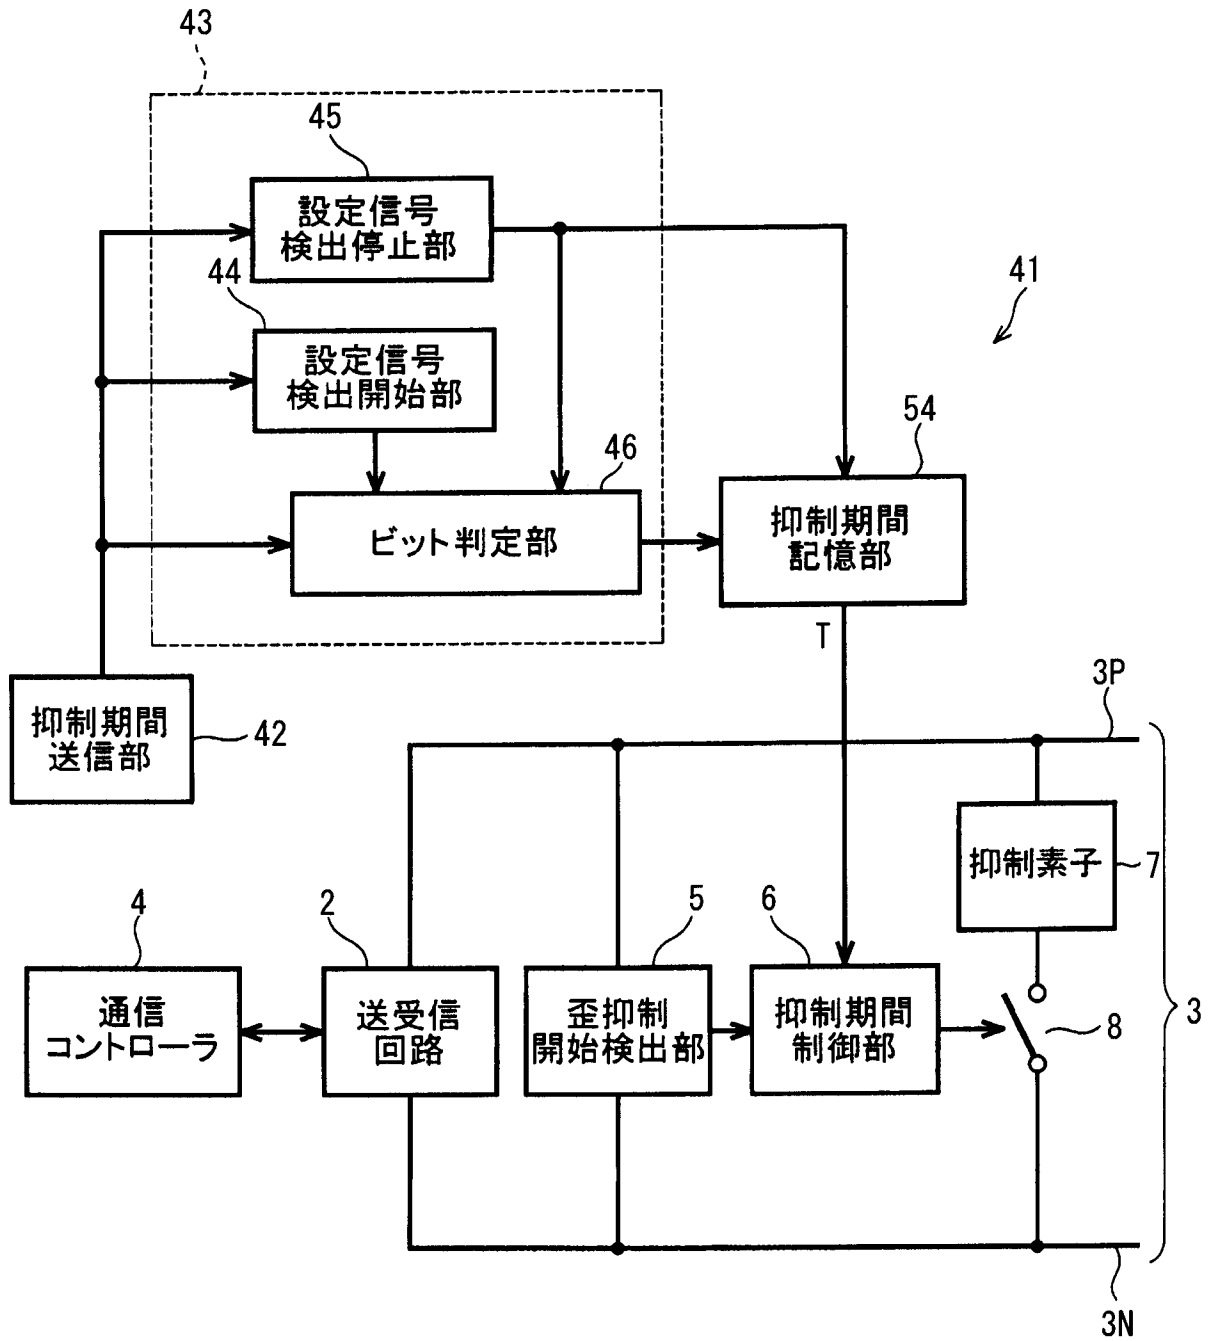 43
45
設定信号
検出停止部
44
設定信号
検出開始部
46
ビット判定部
41
54
抑制期間
記憶部
T
抑制期間
送信部
42
3P
抑制素子
7
4
通信
コントローラ
2
送受信
回路
5
歪抑制
開始検出部
6
抑制期間
制御部
8
3
3N